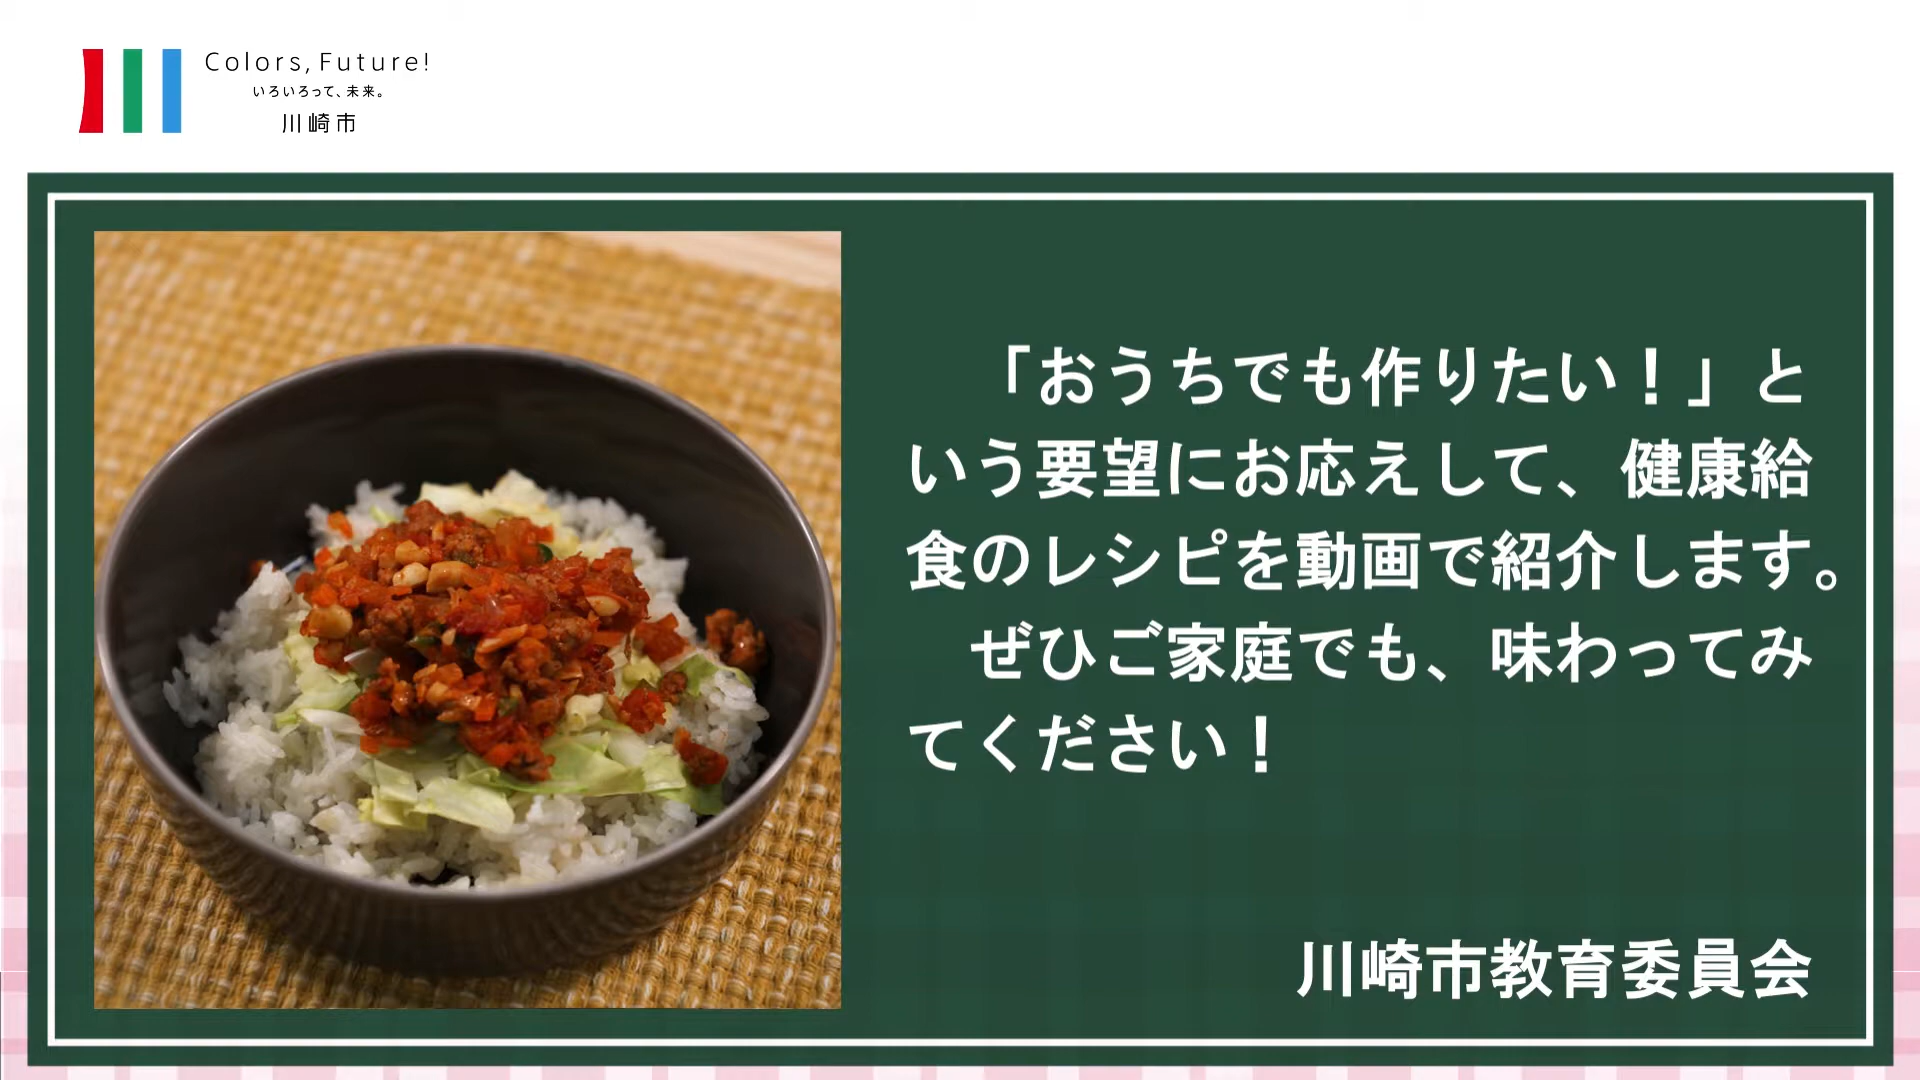 Colors,Future!
いろいろって、未来。
川崎市
「おうちでも作りたい！」と
いう要望にお応えして、健康給
食のレシピを動画で紹介します。
ぜひご家庭でも、味わってみ
てください！
川崎市教育委員会